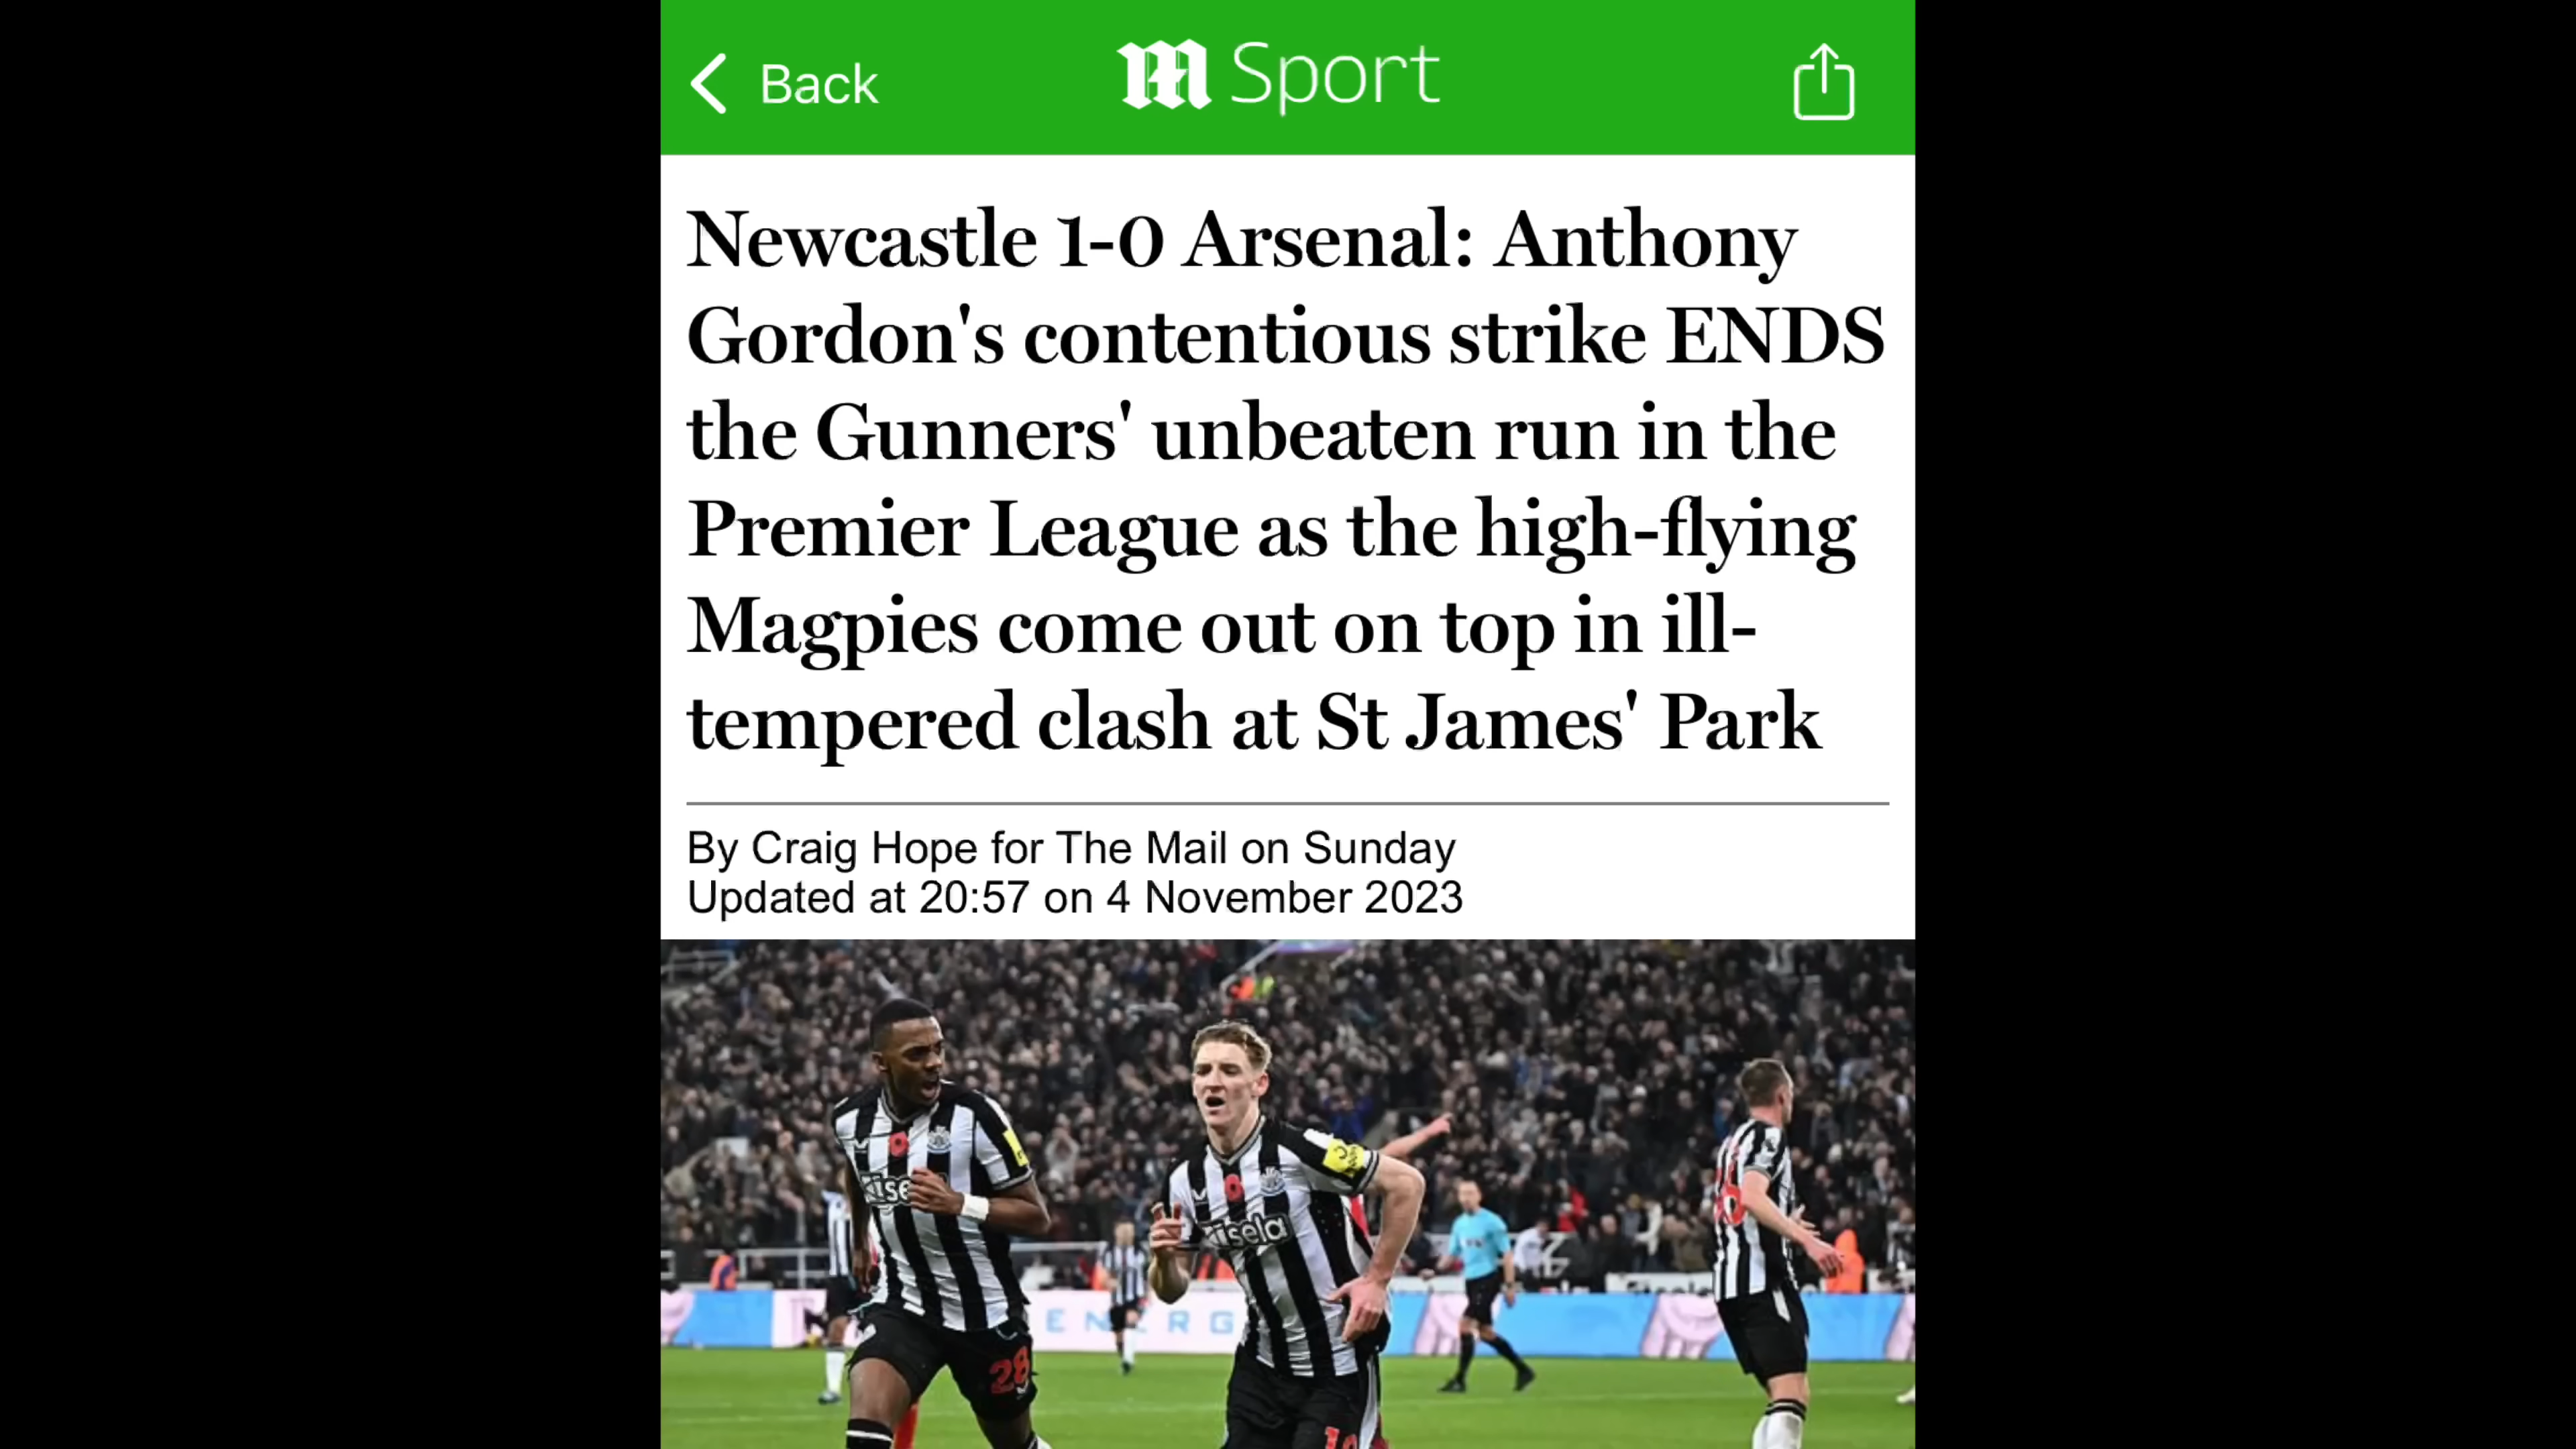 Back
Sport
Newcastle 1-0 Arsenal: Anthony
Gordon's contentious strike ENDS
the Gunners' unbeaten run in the
Premier League as the high-flying
Magpies come out on top in ill-
tempered clash at St James' Park
By Craig Hope for The Mail on Sunday
Updated at 20:57 on 4 November 2023
28